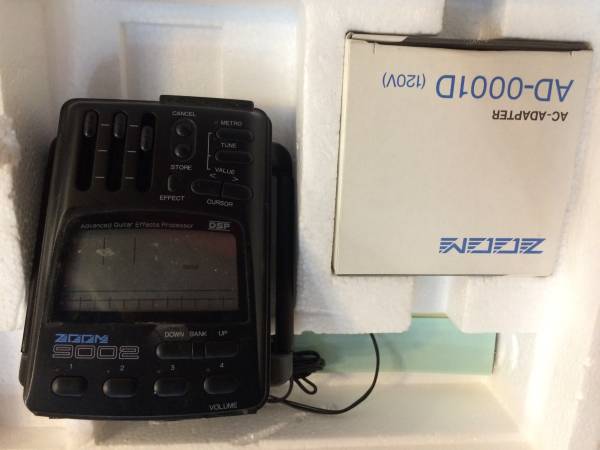 CANCEL
METRO
TUNE
STORE
VALUE
< >
EFFECT
CURSOR
Advanced Guitar Effects Processor
DSP
ZOOM
9002
DOWN BANK UP
1 2 3 4
VOLUME
AD-0001D (120V)
AC-ADAPTER
ZOOM